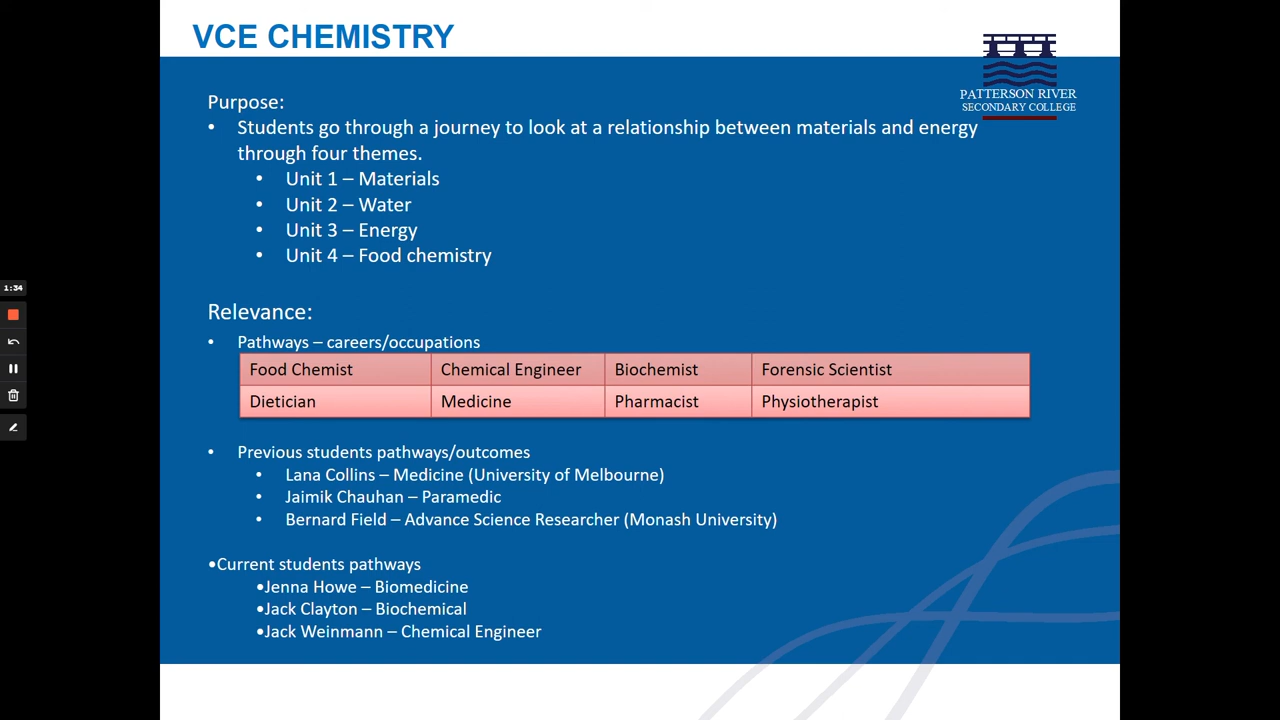 VCE CHEMISTRY
PATTERSON RIVER
SECONDARY COLLEGE
Purpose:
• Students go through a journey to look at a relationship between materials and energy
through four themes.
• Unit 1 – Materials
• Unit 2 – Water
• Unit 3 – Energy
• Unit 4 – Food chemistry
1:34
Relevance:
• Pathways – careers/occupations
Food Chemist Chemical Engineer Biochemist Forensic Scientist
Dietician Medicine Pharmacist Physiotherapist
• Previous students pathways/outcomes
• Lana Collins – Medicine (University of Melbourne)
• Jaimik Chauhan – Paramedic
• Bernard Field – Advance Science Researcher (Monash University)
•Current students pathways
•Jenna Howe – Biomedicine
•Jack Clayton – Biochemical
•Jack Weinmann – Chemical Engineer